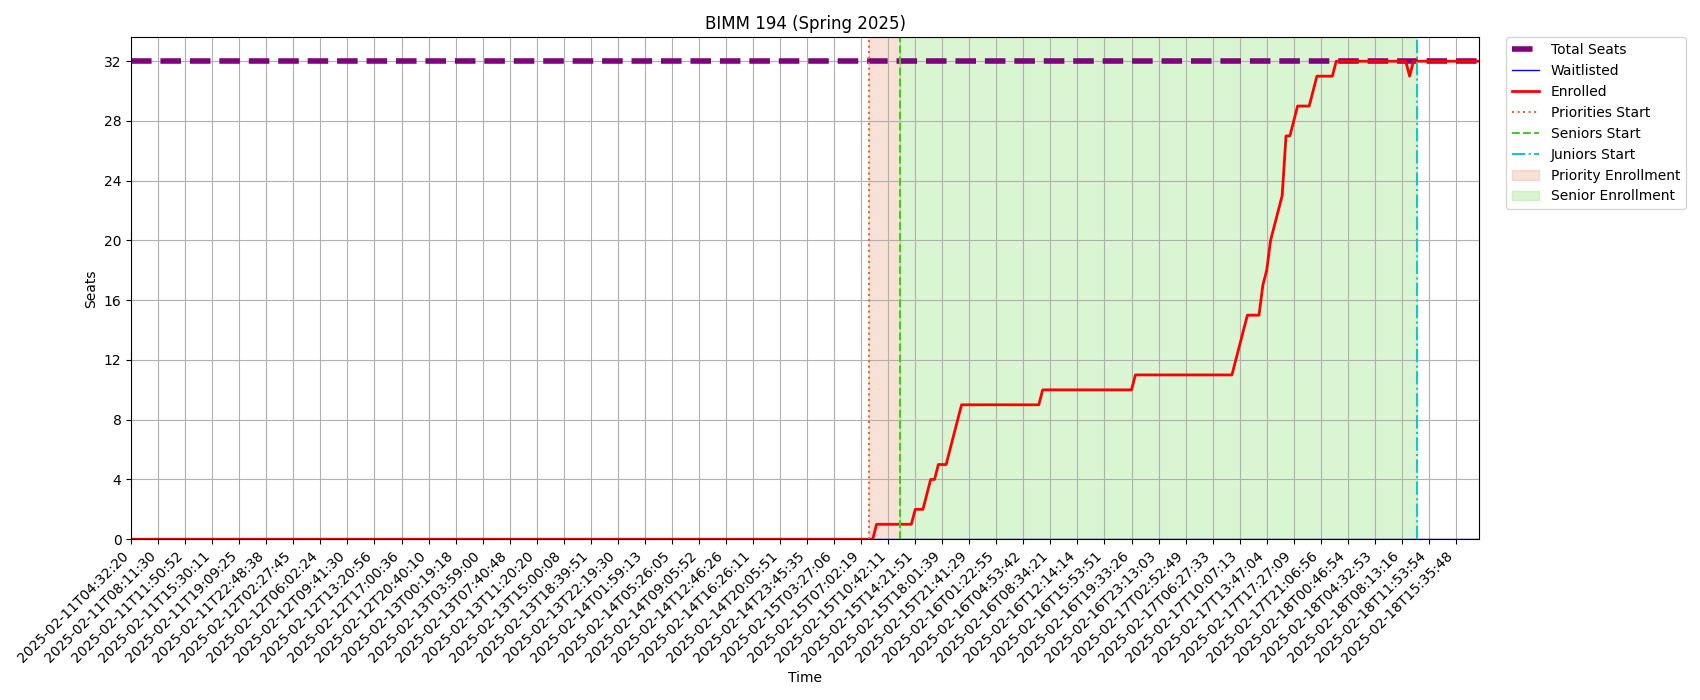 BIMM 194 (Spring 2025)
Total Seats
Waitlisted
Enrolled
Priorities Start
Seniors Start
Juniors Start
Priority Enrollment
Senior Enrollment
Seats
32
28
24
20
16
12
8
4
0
2025-02-11T04:32:20
2025-02-11T08:11:30
2025-02-11T11:50:52
2025-02-11T15:30:11
2025-02-11T19:09:25
2025-02-11T22:48:38
2025-02-12T02:27:45
2025-02-12T06:02:24
2025-02-12T09:41:30
2025-02-12T13:20:56
2025-02-12T17:00:36
2025-02-12T20:40:10
2025-02-13T00:19:18
2025-02-13T03:59:00
2025-02-13T07:40:48
2025-02-13T11:20:20
2025-02-13T15:00:08
2025-02-13T18:39:51
2025-02-13T22:19:30
2025-02-14T01:59:13
2025-02-14T05:26:05
2025-02-14T09:05:52
2025-02-14T12:46:26
2025-02-14T16:26:11
2025-02-14T20:05:51
2025-02-14T23:45:35
2025-02-15T03:27:06
2025-02-15T07:02:19
2025-02-15T10:42:11
2025-02-15T14:21:51
2025-02-15T18:01:39
2025-02-15T21:41:29
2025-02-16T01:22:55
2025-02-16T04:53:42
2025-02-16T08:34:21
2025-02-16T12:14:14
2025-02-16T15:53:51
2025-02-16T19:33:26
2025-02-16T23:13:03
2025-02-17T02:52:49
2025-02-17T06:27:33
2025-02-17T10:07:13
2025-02-17T13:47:04
2025-02-17T17:27:09
2025-02-17T21:06:56
2025-02-18T00:46:54
2025-02-18T04:32:53
2025-02-18T08:13:16
2025-02-18T11:53:54
2025-02-18T15:35:48
Time